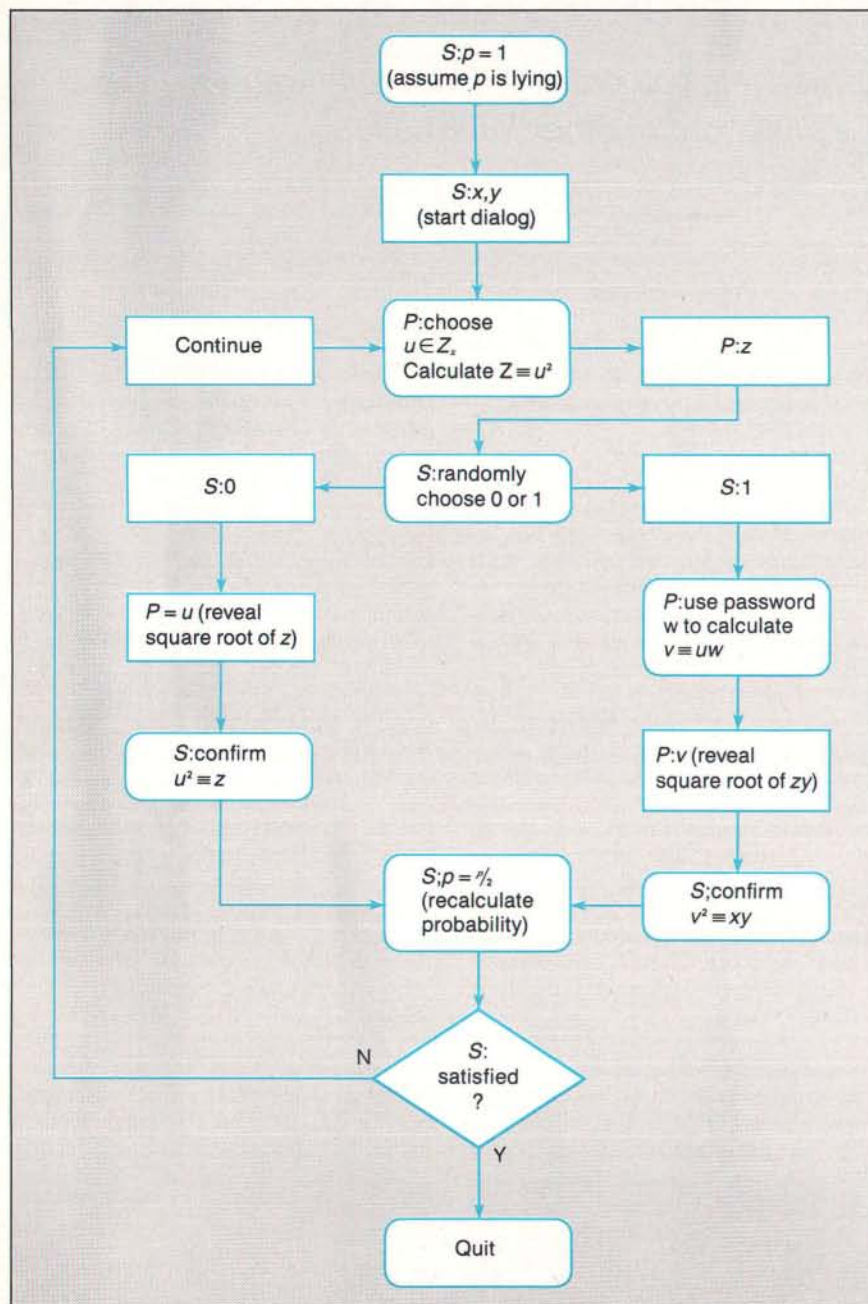 S:p = 1
(assume p is lying)
S:x,y
(start dialog)
Continue
P:choose
u ∈ Zₓ
Calculate Z ≡ u²
P:z
S:0
S:randomly
choose 0 or 1
S:1
P = u (reveal
square root of z)
P:use password
w to calculate
v ≡ uw
S:confirm
u² ≡ z
P:v (reveal
square root of zy)
S;p = p/2
(recalculate
probability)
S;confirm
v² ≡ xy
N
S:
satisfied
?
Y
Quit